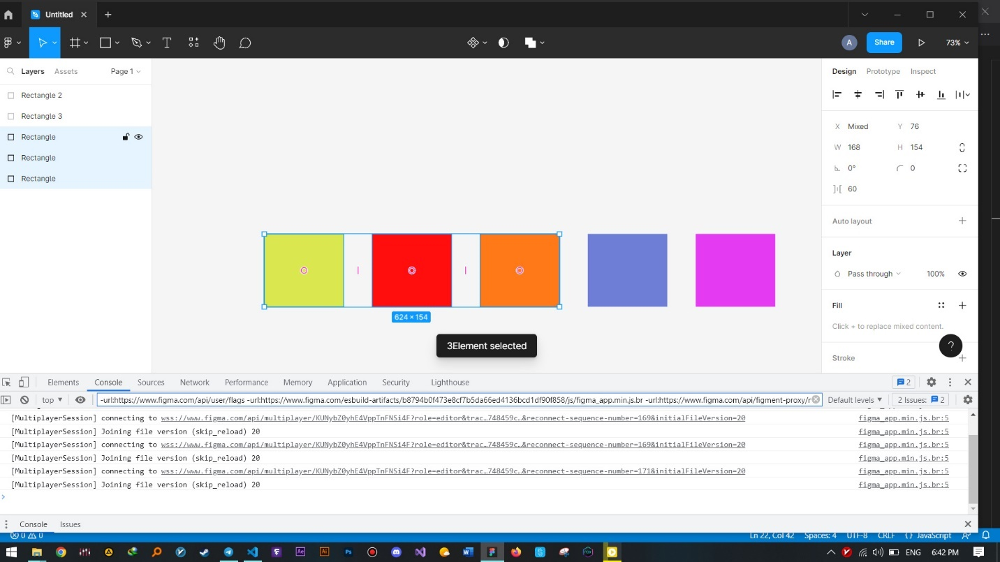 Untitled
A
Share
73%
Layers
Assets
Page 1
Design
Prototype
Inspect
Rectangle 2
Rectangle 3
Rectangle
Rectangle
Rectangle
X Mixed
Y 76
W 168
H 154
0°
0
60
Auto layout
Layer
Pass through
100%
Fill
Click + to replace mixed content.
Stroke
?
624 × 154
3Element selected
Elements
Console
Sources
Network
Performance
Memory
Application
Security
Lighthouse
2
top
-url:https://www.figma.com/api/user/flags -url:https://www.figma.com/esbuild-artifacts/b8794b0f473e8cf7b5da66ed4136bcd1df90f858/js/figma_app.min.js.br -url:https://www.figma.com/api/figment-proxy/r
Default levels
2 Issues: 2
[MultiplayerSession] connecting to wss://www.figma.com/api/multiplayer/KUNybZ0yhE4VppTnFNSi4F?role=editor&trac…748459c…&reconnect-sequence-number=169&initialFileVersion=20 figma_app.min.js.br:5
[MultiplayerSession] Joining file version (skip_reload) 20 figma_app.min.js.br:5
[MultiplayerSession] connecting to wss://www.figma.com/api/multiplayer/KUNybZ0yhE4VppTnFNSi4F?role=editor&trac…748459c…&reconnect-sequence-number=169&initialFileVersion=20 figma_app.min.js.br:5
[MultiplayerSession] Joining file version (skip_reload) 20 figma_app.min.js.br:5
[MultiplayerSession] connecting to wss://www.figma.com/api/multiplayer/KUNybZ0yhE4VppTnFNSi4F?role=editor&trac…748459c…&reconnect-sequence-number=171&initialFileVersion=20 figma_app.min.js.br:5
[MultiplayerSession] Joining file version (skip_reload) 20 figma_app.min.js.br:5
Console
Issues
0 0
Ln 22, Col 42
Spaces: 4
UTF-8
CRLF
{} JavaScript
Ae
Ai
Ps
ENG
6:42 PM